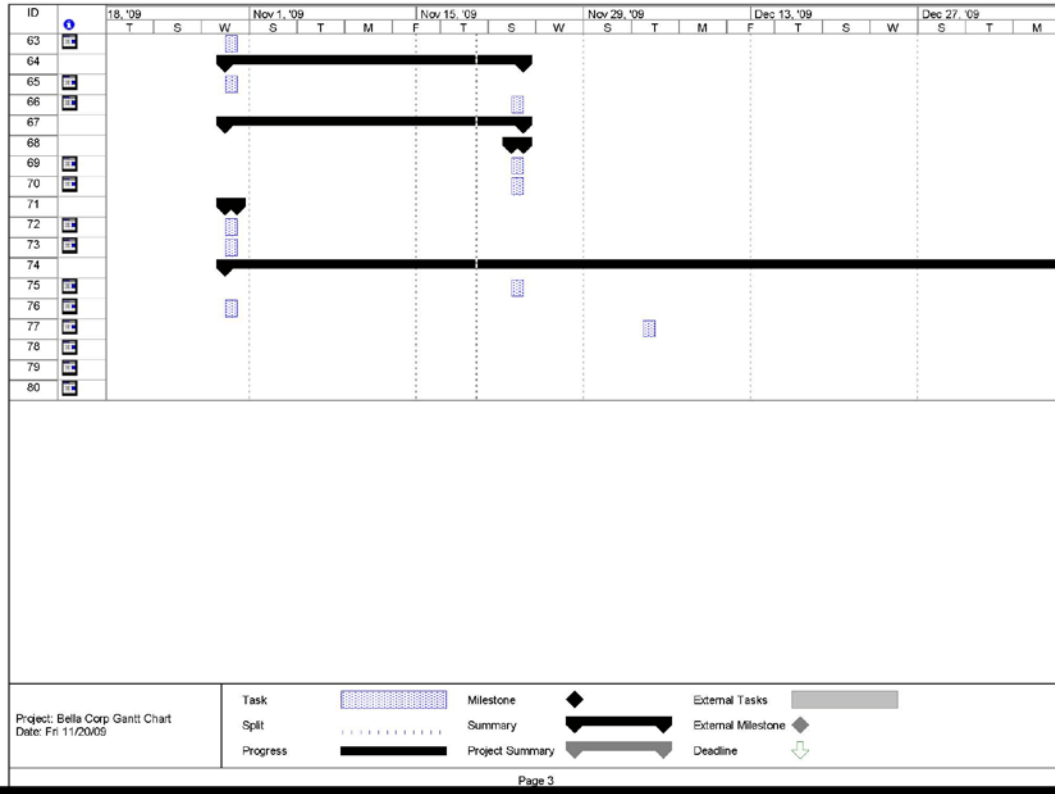 ID 18, '09 Nov 1, '09 Nov 15, '09 Nov 29, '09 Dec 13, '09 Dec 27, '09
T S W S T M F T S W S T M F T S W S T M
63
64
65
66
67
68
69
70
71
72
73
74
75
76
77
78
79
80
Project: Bella Corp Gantt Chart
Date: Fri 11/20/09
Task Milestone External Tasks
Split Summary External Milestone
Progress Project Summary Deadline
Page 3